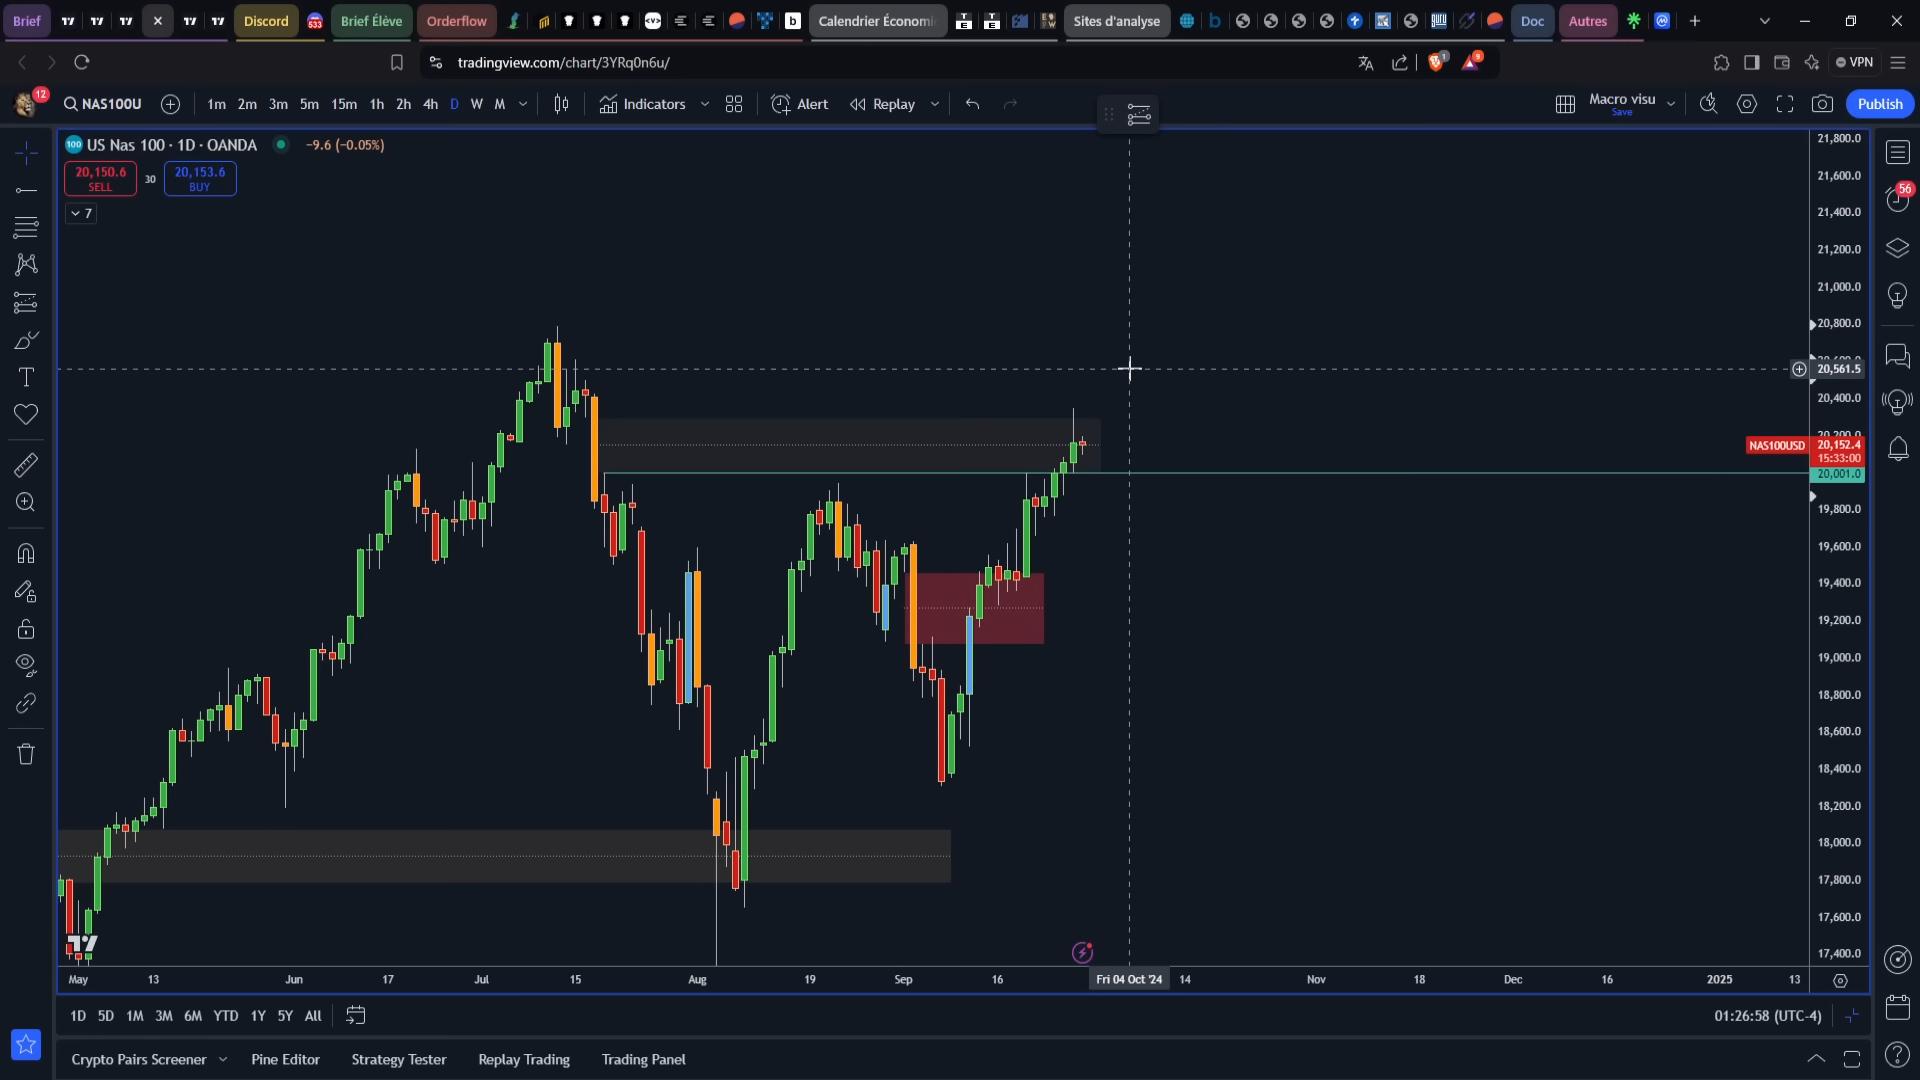 Brief
Discord
533
Brief Élève
Orderflow
b
Calendrier Économi
Sites d'analyse
b
Doc
Autres
tradingview.com/chart/3YRq0n6u/
1
9
VPN
12
NAS100U
1m 2m 3m 5m 15m 1h 2h 4h D W M
Indicators
Alert
Replay
Macro visu
Save
Publish
100 US Nas 100 · 1D · OANDA
−9.6 (−0.05%)
20,150.6
SELL
30
20,153.6
BUY
7
56
21,800.0
21,600.0
21,400.0
21,200.0
21,000.0
20,800.0
20,561.5
20,400.0
NAS100USD 20,152.4
15:33:00
20,001.0
19,800.0
19,600.0
19,400.0
19,200.0
19,000.0
18,800.0
18,600.0
18,400.0
18,200.0
18,000.0
17,800.0
17,600.0
17,400.0
May 13 Jun 17 Jul 15 Aug 19 Sep 16 Fri 04 Oct '24 14 Nov 18 Dec 16 2025 13
1D 5D 1M 3M 6M YTD 1Y 5Y All
01:26:58 (UTC-4)
Crypto Pairs Screener
Pine Editor
Strategy Tester
Replay Trading
Trading Panel